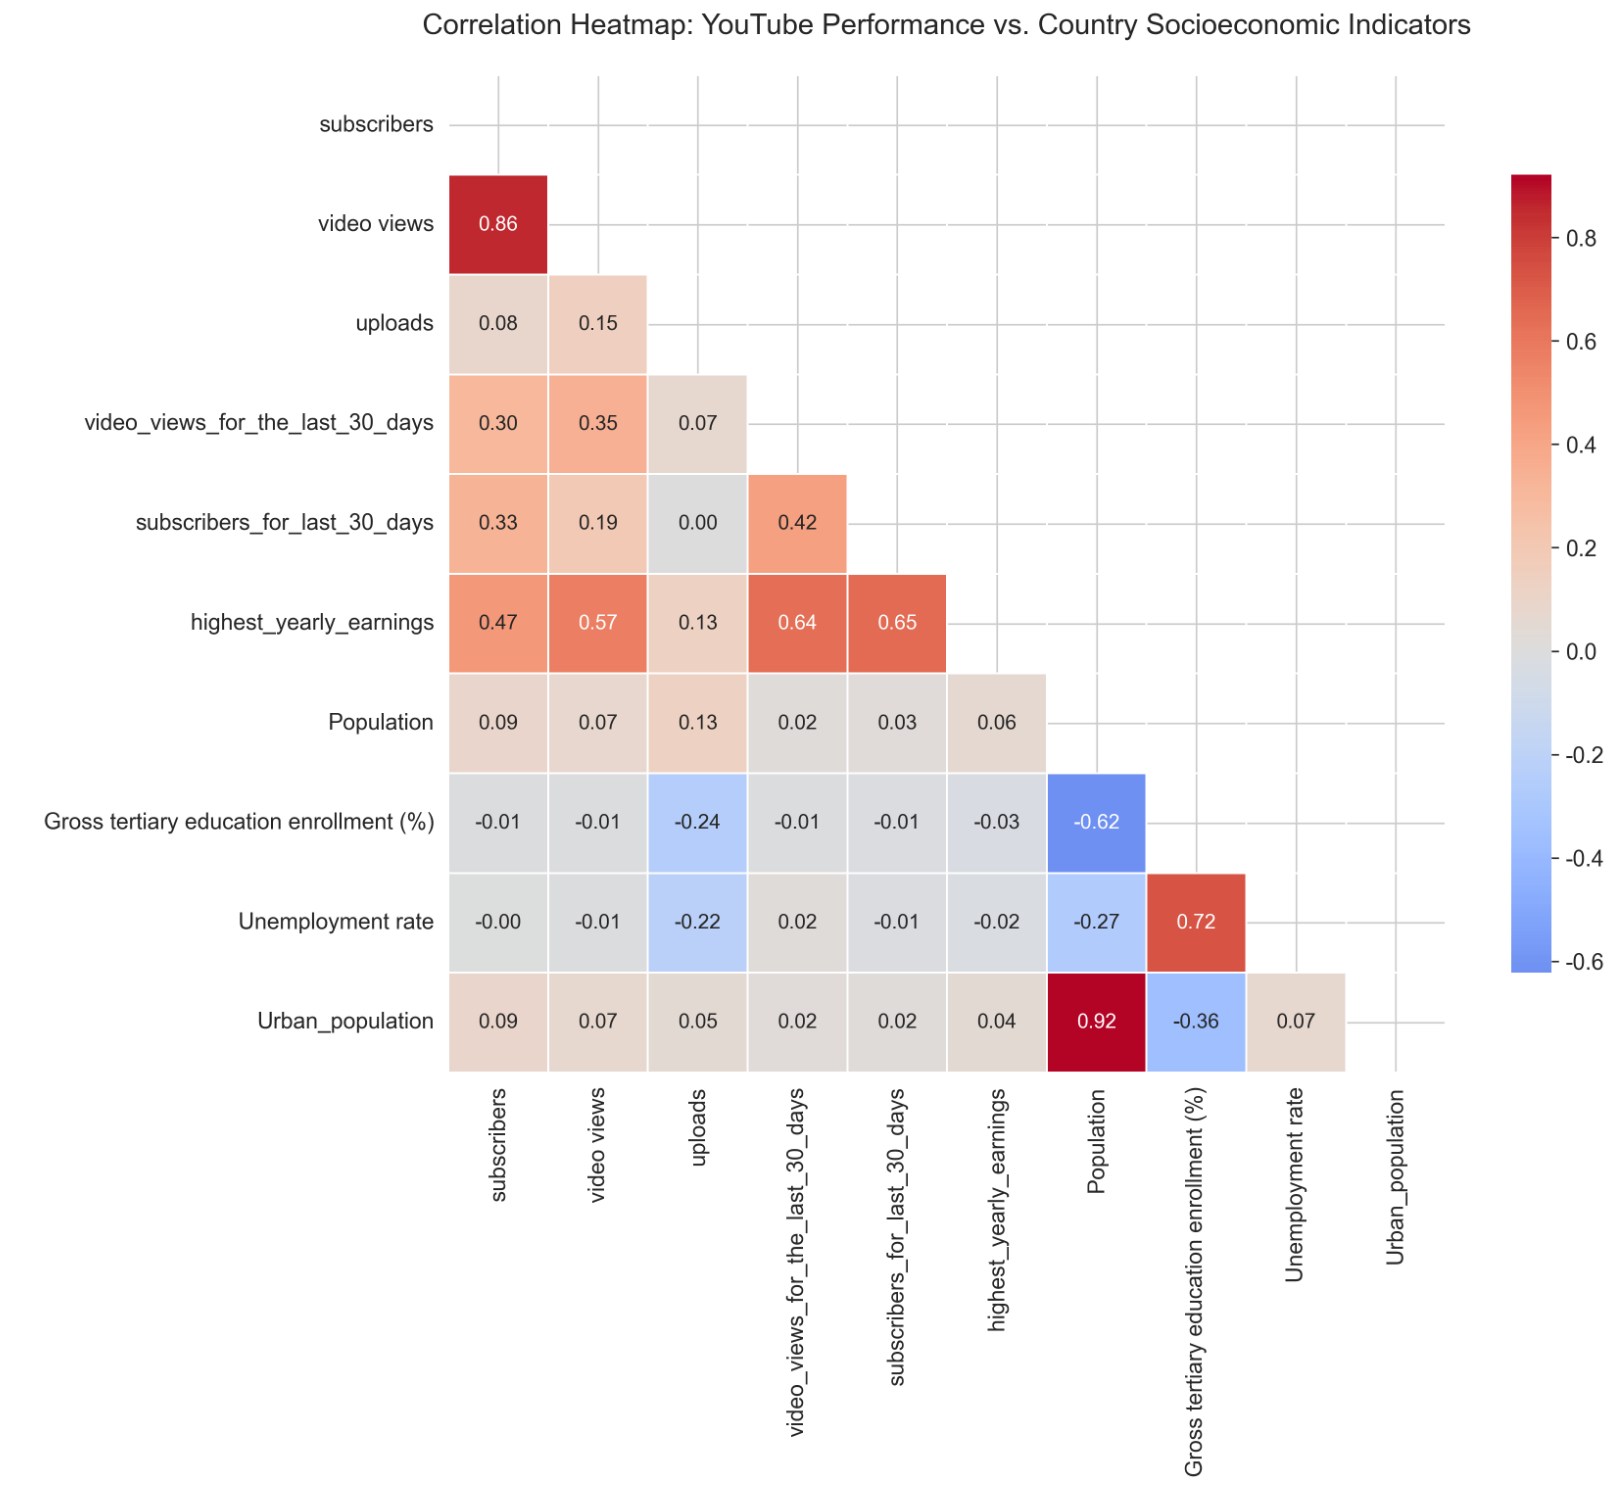 Correlation Heatmap: YouTube Performance vs. Country Socioeconomic Indicators
subscribers
video views
0.86
uploads
0.08 0.15
video_views_for_the_last_30_days
0.30 0.35 0.07
subscribers_for_last_30_days
0.33 0.19 0.00 0.42
highest_yearly_earnings
0.47 0.57 0.13 0.64 0.65
Population
0.09 0.07 0.13 0.02 0.03 0.06
Gross tertiary education enrollment (%)
-0.01 -0.01 -0.24 -0.01 -0.01 -0.03 -0.62
Unemployment rate
-0.00 -0.01 -0.22 0.02 -0.01 -0.02 -0.27 0.72
Urban_population
0.09 0.07 0.05 0.02 0.02 0.04 0.92 -0.36 0.07
subscribers
video views
uploads
video_views_for_the_last_30_days
subscribers_for_last_30_days
highest_yearly_earnings
Population
Gross tertiary education enrollment (%)
Unemployment rate
Urban_population
0.8
0.6
0.4
0.2
0.0
-0.2
-0.4
-0.6